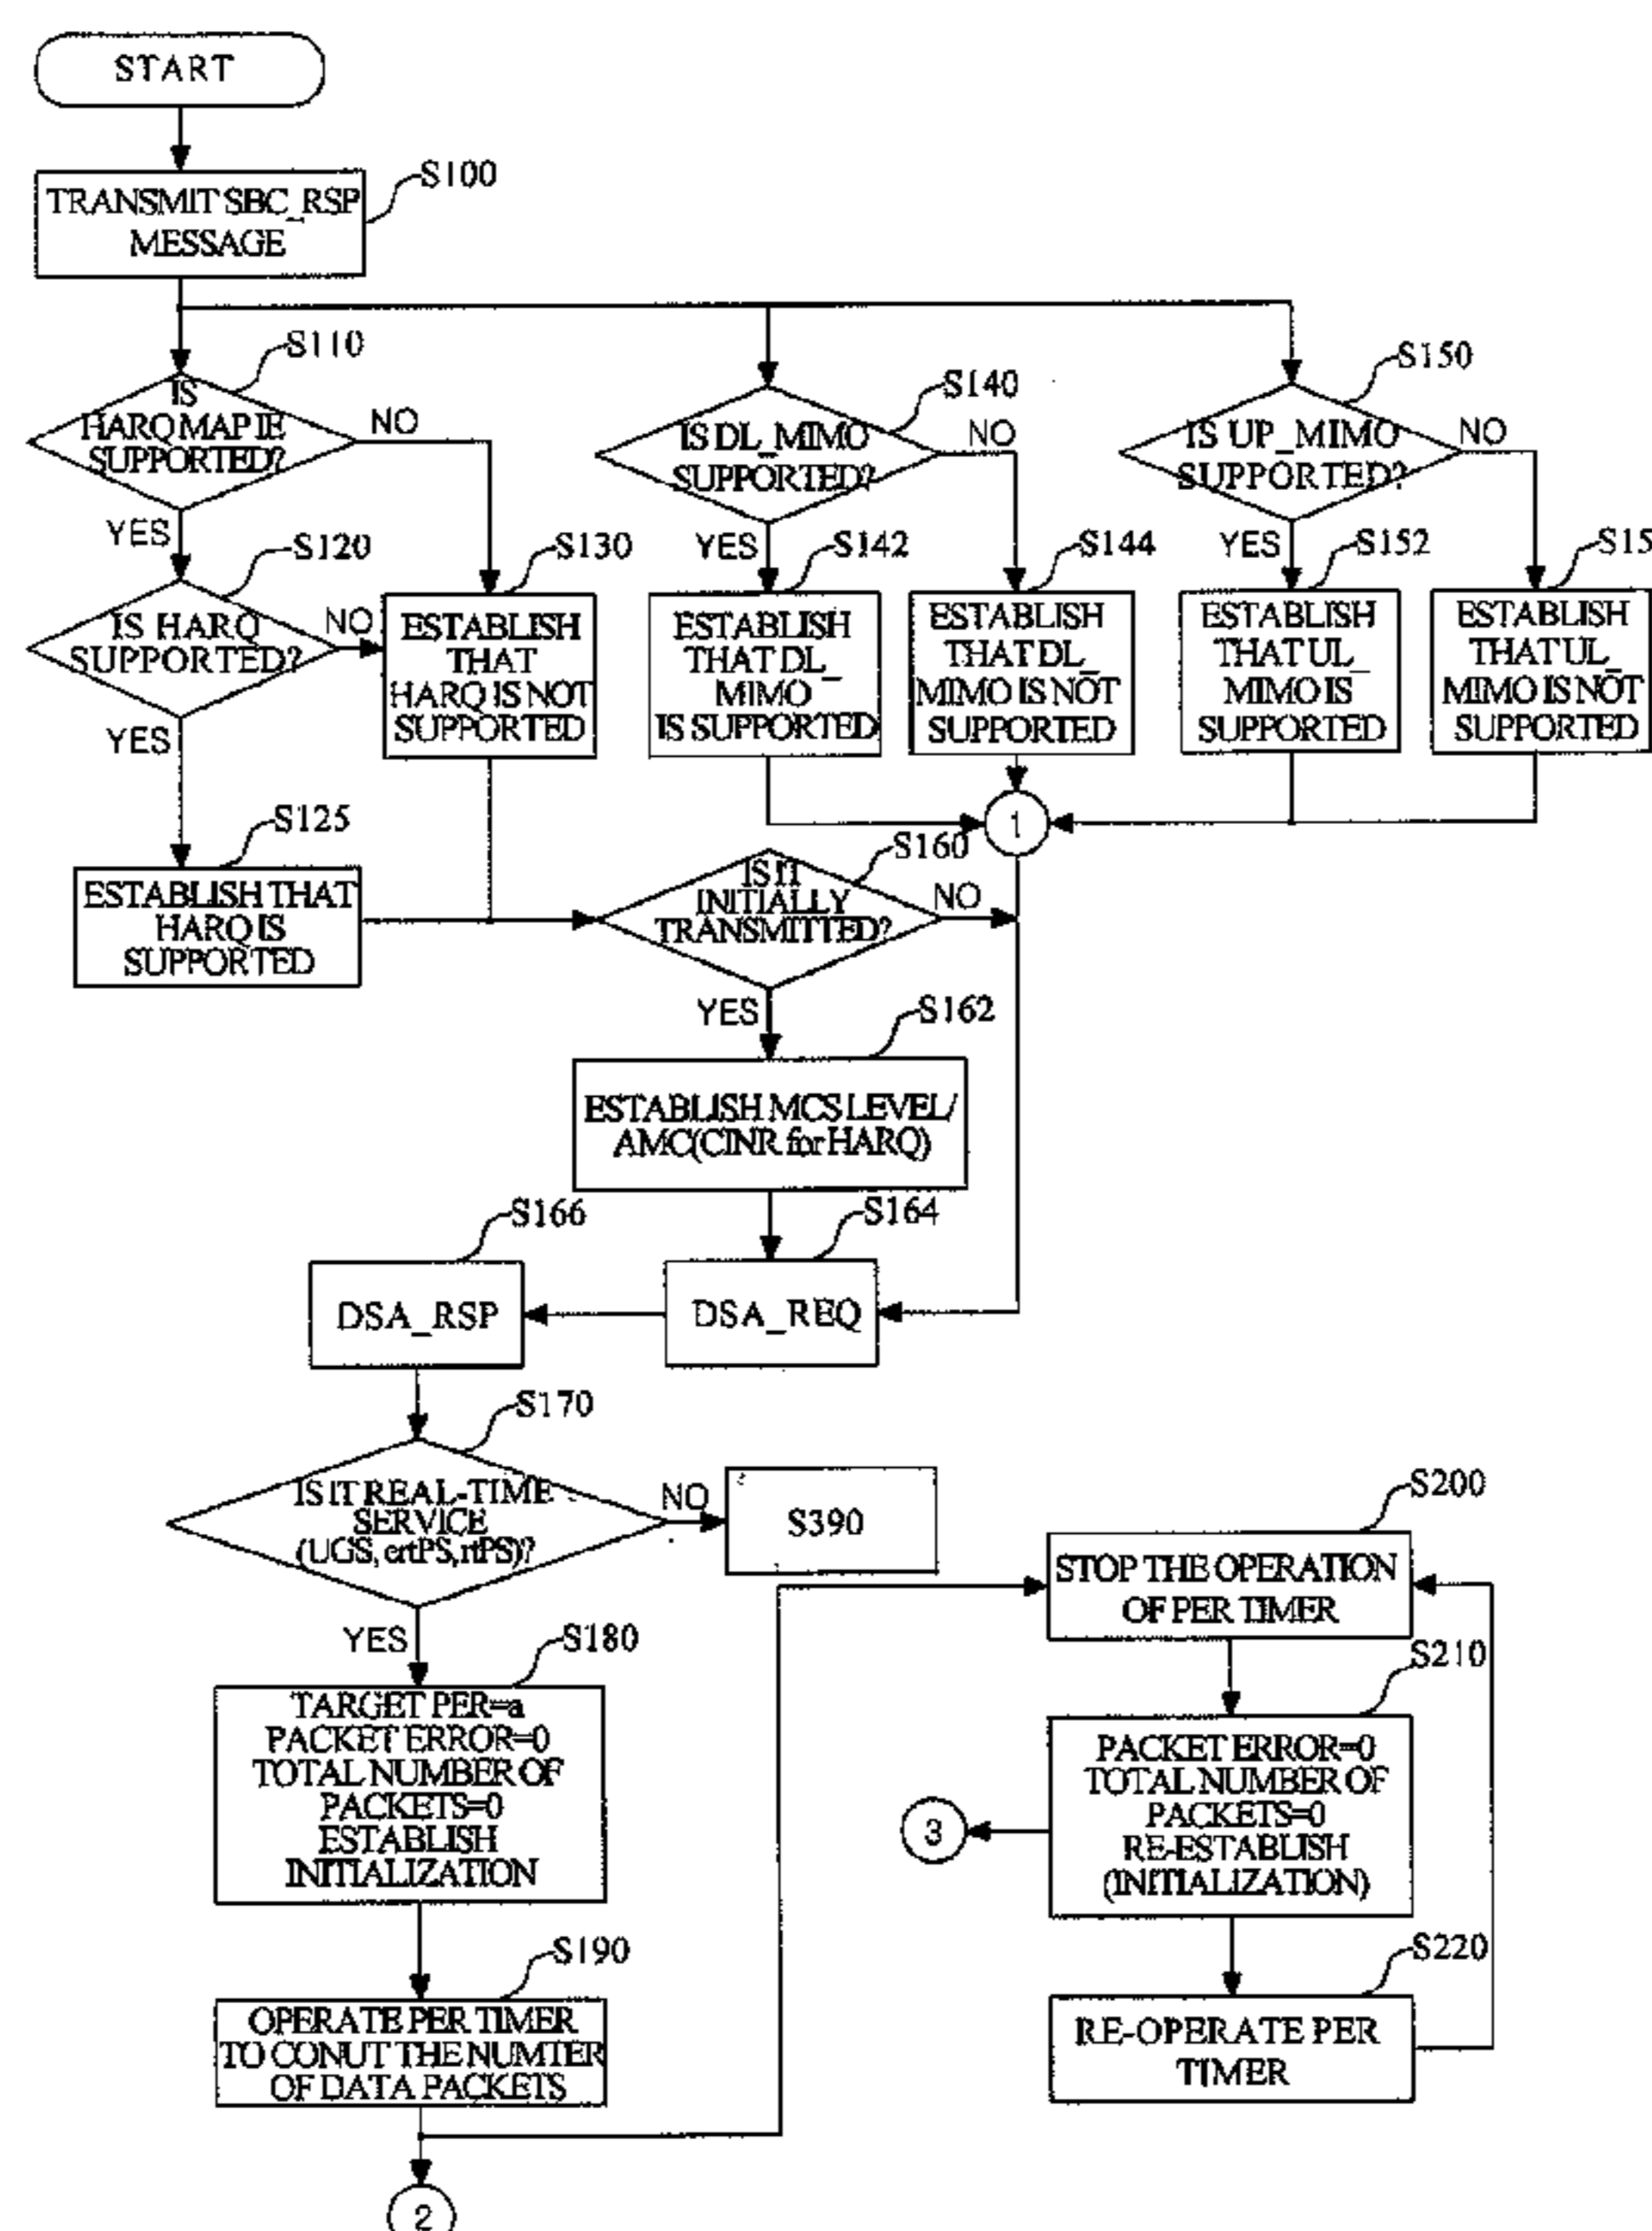 START
S100
TRANSMIT SBC_RSP
MESSAGE
S110
IS
HARQ MAP IE
SUPPORTED?
NO
YES
S140
IS DL_MIMO
SUPPORTED?
NO
YES
S150
IS UP_MIMO
SUPPORTED?
NO
YES
S120
IS HARQ
SUPPORTED?
NO
YES
S130
ESTABLISH
THAT
HARQ IS NOT
SUPPORTED
S142
ESTABLISH
THAT DL_
MIMO
IS SUPPORTED
S144
ESTABLISH
THAT DL_
MIMO IS NOT
SUPPORTED
S152
ESTABLISH
THAT UL_
MIMO IS
SUPPORTED
S15
ESTABLISH
THAT UL_
MIMO IS NOT
SUPPORTED
1
S125
ESTABLISH THAT
HARQ IS
SUPPORTED
S160
IS IT
INITIALLY
TRANSMITTED?
NO
YES
S162
ESTABLISH MCS LEVEL/
AMC(CINR for HARQ)
S166
DSA_RSP
S164
DSA_REQ
S170
IS IT REAL-TIME
SERVICE
(UGS, ertPS, rtPS)?
NO
S390
YES
S180
TARGET PER=a
PACKET ERROR=0
TOTAL NUMBER OF
PACKETS=0
ESTABLISH
INITIALIZATION
S190
OPERATE PER TIMER
TO CONUT THE NUMTER
OF DATA PACKETS
2
S200
STOP THE OPERATION
OF PER TIMER
S210
PACKET ERROR=0
TOTAL NUMBER OF
PACKETS=0
RE-ESTABLISH
(INITIALIZATION)
3
S220
RE-OPERATE PER
TIMER